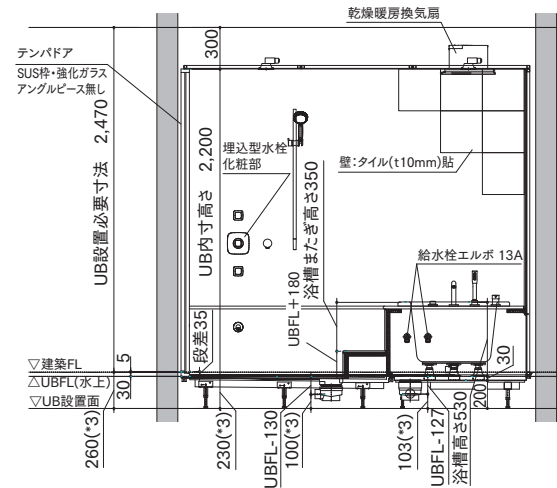 乾燥暖房換気扇
300
テンパドア
SUS枠・強化ガラス
アングルピース無し
UB設置必要寸法 2,470
UB内寸高さ 2,200
埋込型水栓
化粧部
浴槽またぎ高さ350
UBFL+180
壁:タイル(t10mm)貼
給水栓エルボ 13A
段差35
▽建築FL
5
△UBFL(水上)
30
▽UB設置面
30
200
260(*3)
230(*3)
UBFL-130
100(*3)
103(*3)
UBFL-127
浴槽高さ530